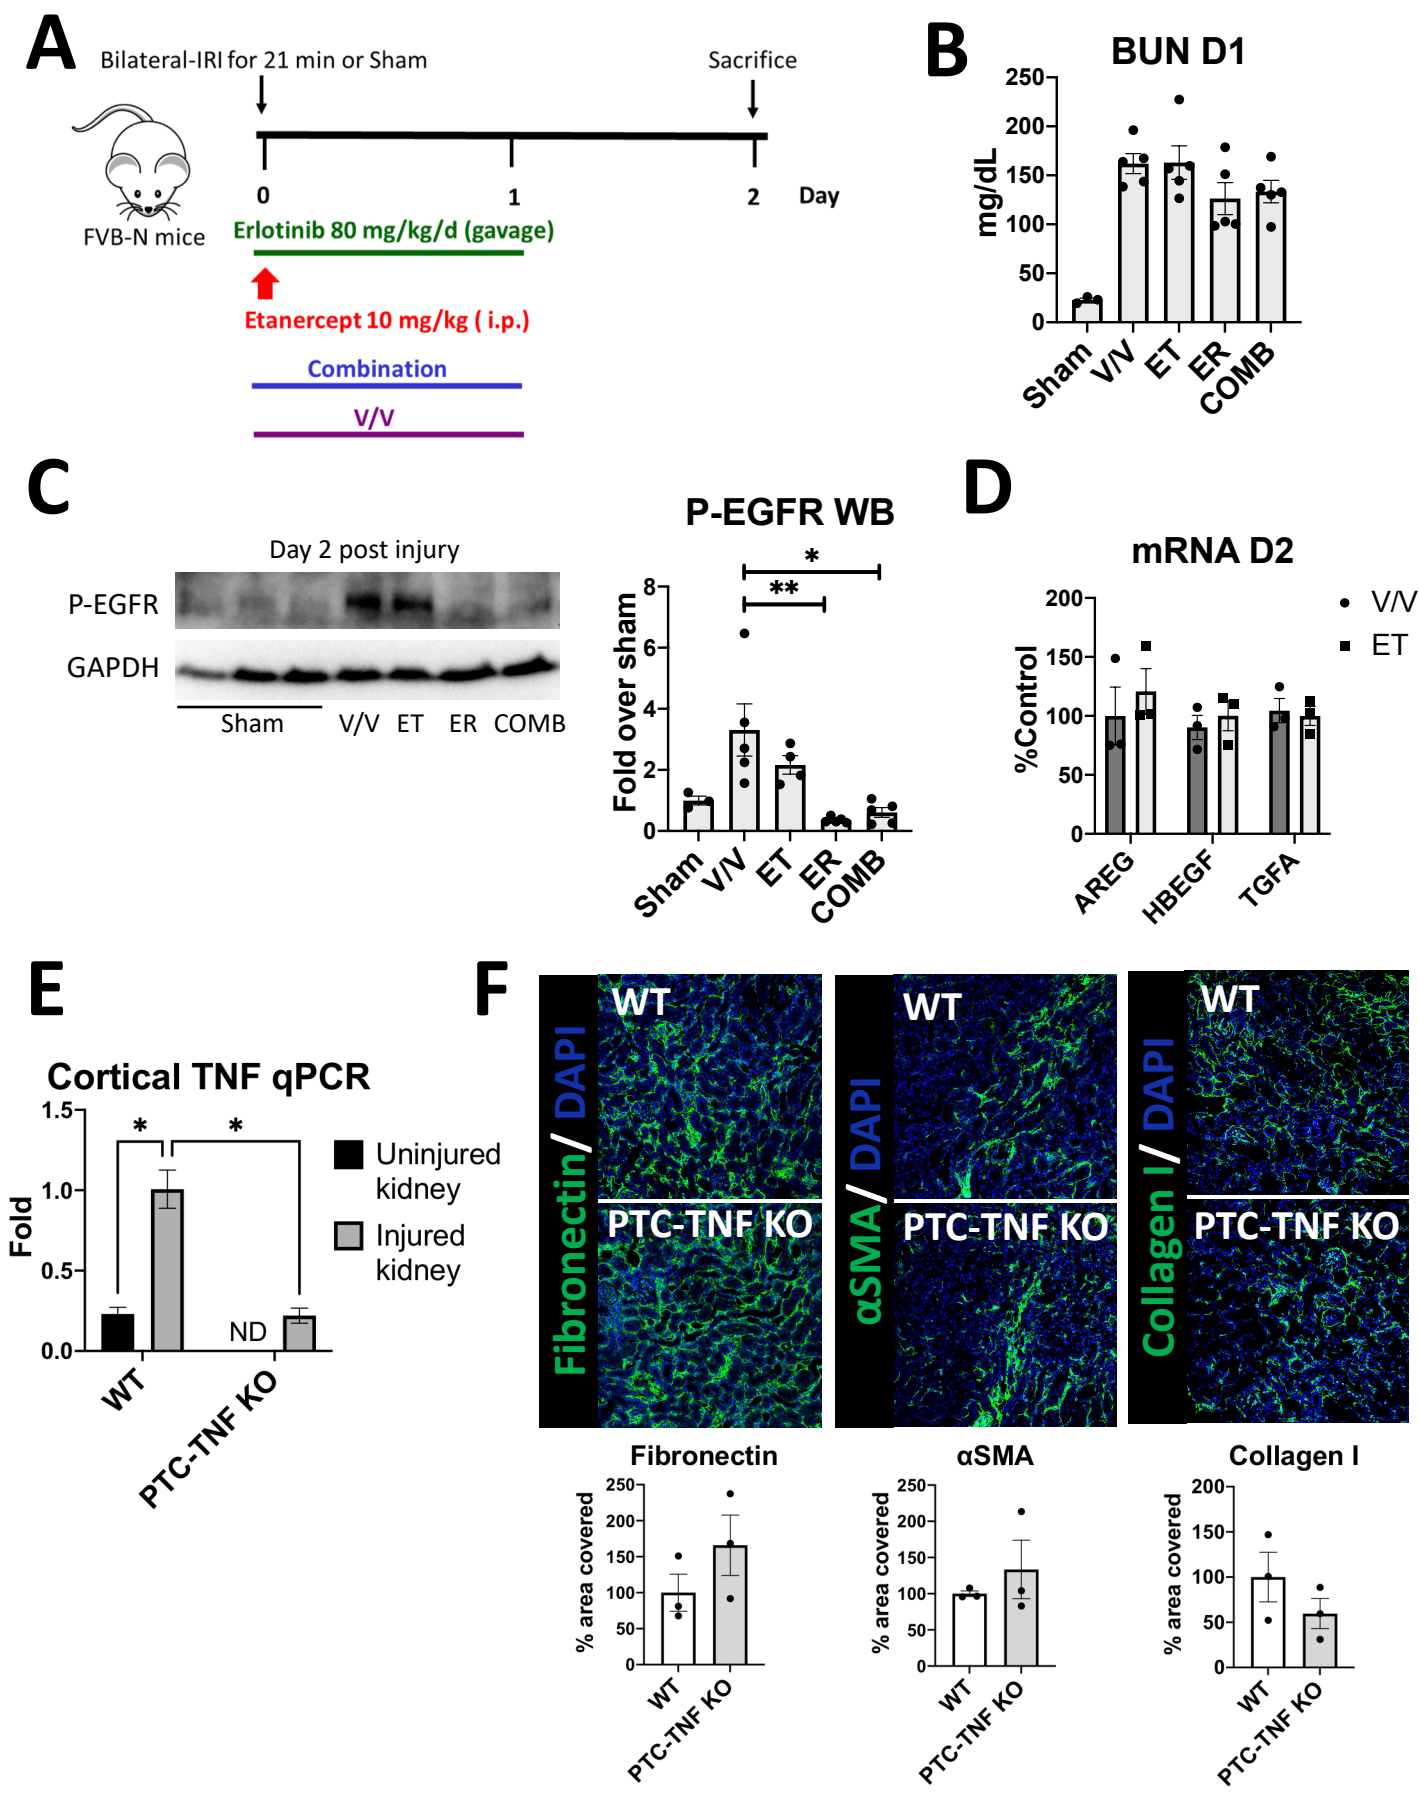 A
Bilateral-IRI for 21 min or Sham
Sacrifice
FVB-N mice
0
1
2
Day
Erlotinib 80 mg/kg/d (gavage)
Etanercept 10 mg/kg ( i.p.)
Combination
V/V
B
BUN D1
mg/dL
250
200
150
100
50
0
Sham
V/V
ET
ER
COMB
C
Day 2 post injury
P-EGFR
GAPDH
Sham
V/V
ET
ER
COMB
P-EGFR WB
*
**
Fold over sham
8
6
4
2
0
Sham
V/V
ET
ER
COMB
D
mRNA D2
V/V
ET
%Control
200
150
100
50
0
AREG
HBEGF
TGFA
E
Cortical TNF qPCR
*
*
Fold
1.5
1.0
0.5
0.0
ND
WT
PTC-TNF KO
Uninjured
kidney
Injured
kidney
F
Fibronectin/ DAPI
WT
PTC-TNF KO
αSMA/ DAPI
WT
PTC-TNF KO
Collagen I/ DAPI
WT
PTC-TNF KO
Fibronectin
% area covered
250
200
150
100
50
0
WT
PTC-TNF KO
αSMA
% area covered
250
200
150
100
50
0
WT
PTC-TNF KO
Collagen I
% area covered
200
150
100
50
0
WT
PTC-TNF KO